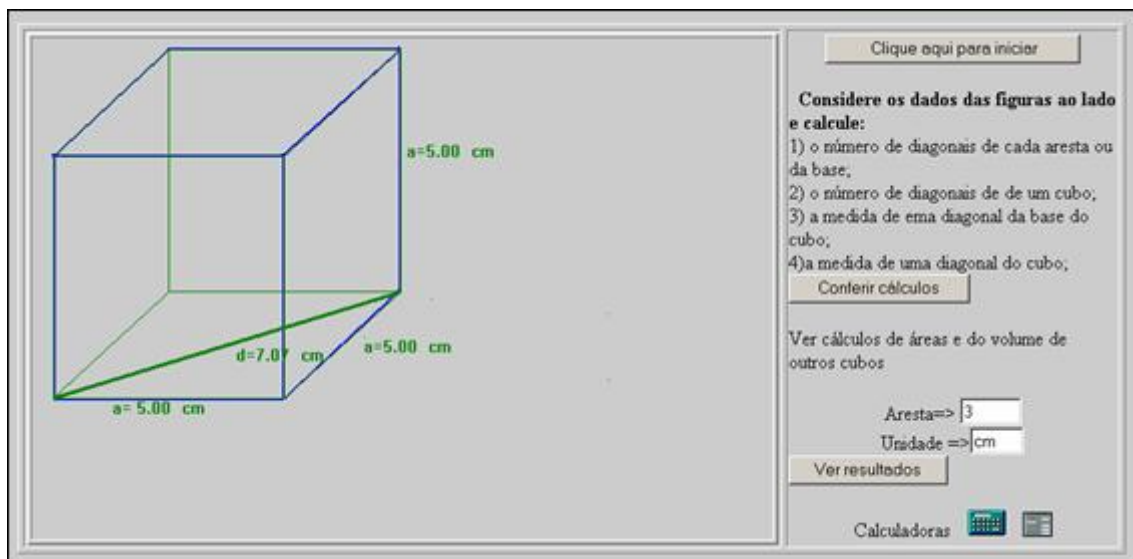 Clique aqui para iniciar
a=5.00 cm
a=5.00 cm
d=7.07 cm
a= 5.00 cm
Considere os dados das figuras ao lado
e calcule:
1) o número de diagonais de cada aresta ou
da base;
2) o número de diagonais de de um cubo;
3) a medida de ema diagonal da base do
cubo;
4)a medida de uma diagonal do cubo;
Conferir cálculos
Ver cálculos de áreas e do volume de
outros cubos
Aresta=> 3
Unidade =>cm
Ver resultados
Calculadoras